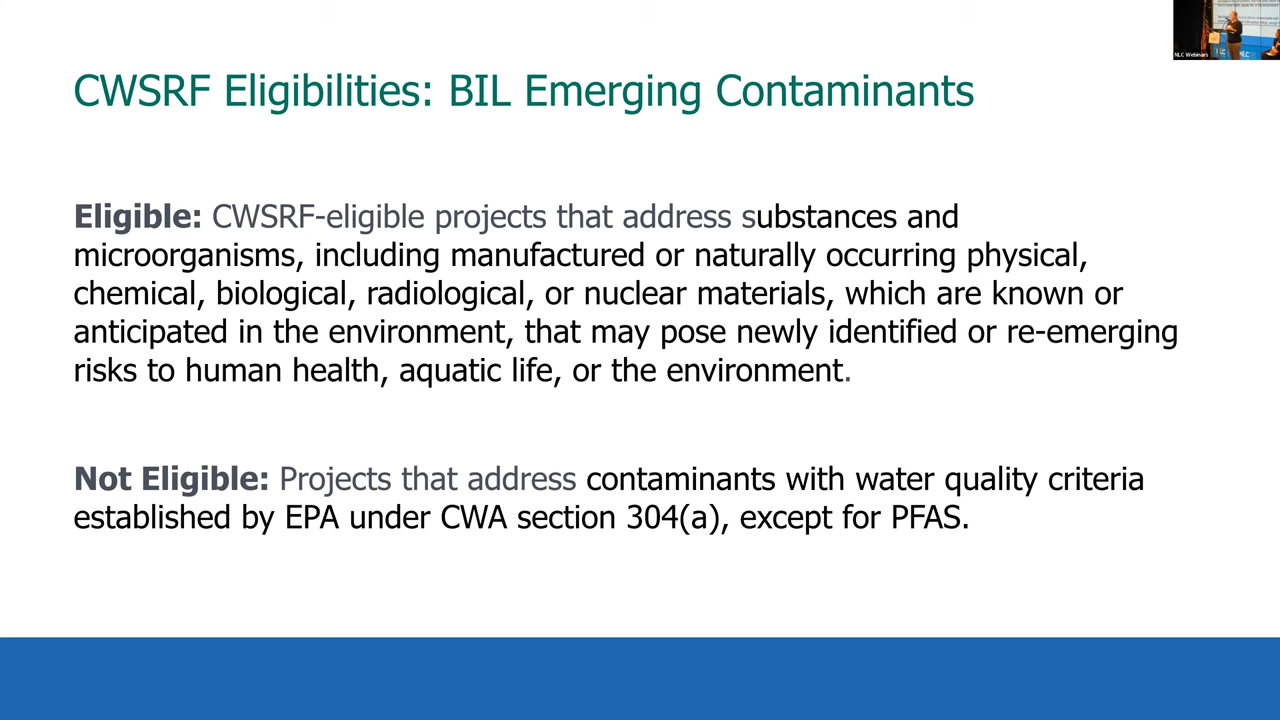 CWSRF Eligibilities: BIL Emerging Contaminants
Eligible: CWSRF-eligible projects that address substances and
microorganisms, including manufactured or naturally occurring physical,
chemical, biological, radiological, or nuclear materials, which are known or
anticipated in the environment, that may pose newly identified or re-emerging
risks to human health, aquatic life, or the environment.
Not Eligible: Projects that address contaminants with water quality criteria
established by EPA under CWA section 304(a), except for PFAS.
NLC Webinars